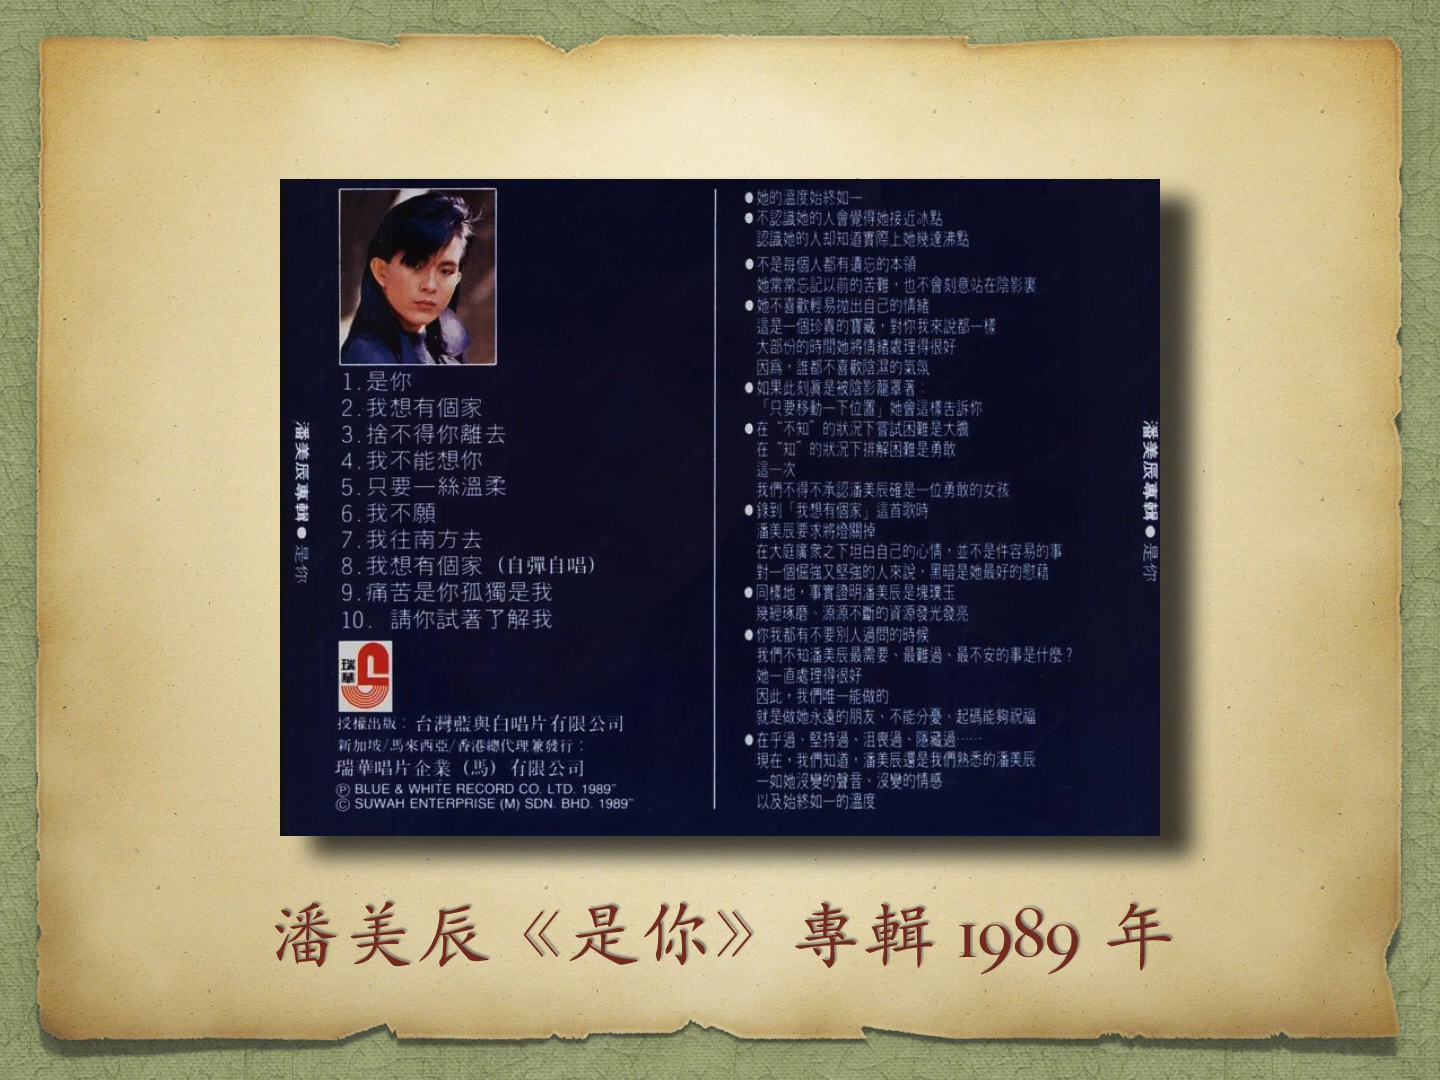 潘美辰專輯●是你
1.是你
2.我想有個家
3.捨不得你離去
4.我不能想你
5.只要一絲溫柔
6.我不願
7.我往南方去
8.我想有個家（自彈自唱）
9.痛苦是你孤獨是我
10. 請你試著了解我
瑞華
授權出版：台灣藍與白唱片有限公司
新加坡/馬來西亞/香港總代理兼發行：
瑞華唱片企業（馬）有限公司
Ⓟ BLUE & WHITE RECORD CO. LTD. 1989"
© SUWAH ENTERPRISE (M) SDN. BHD. 1989"
●她的溫度始終如一
●不認識她的人會覺得她接近冰點
認識她的人却知道實際上她幾達沸點
●不是每個人都有遺忘的本領
她常常忘記以前的苦難，也不會刻意站在陰影裏
●她不喜歡輕易拋出自己的情緒
這是一個珍貴的寶藏，對你我來說都一樣
大部份的時間她將情緒處理得很好
因爲，誰都不喜歡陰濕的氣氛
●如果此刻眞是被陰影籠罩著：
「只要移動一下位置」她會這樣告訴你
●在“不知”的狀況下嘗試困難是大膽
在“知”的狀況下排解困難是勇敢
這一次
我們不得不承認潘美辰確是一位勇敢的女孩
●錄到「我想有個家」這首歌時
潘美辰要求將燈關掉
在大庭廣衆之下坦白自己的心情，並不是件容易的事
對一個倔強又堅強的人來說，黑暗是她最好的慰藉
●同樣地，事實證明潘美辰是塊璞玉
幾經琢磨、源源不斷的資源發光發亮
●你我都有不要別人過問的時候
我們不知潘美辰最需要、最難過、最不安的事是什麼？
她一直處理得很好
因此，我們唯一能做的
就是做她永遠的朋友、不能分憂、起碼能夠祝福
●在乎過、堅持過、沮喪過、隱藏過……
現在，我們知道，潘美辰還是我們熟悉的潘美辰
一如她沒變的聲音、沒變的情感
以及始終如一的溫度
潘美辰專輯●是你
潘美辰《是你》專輯 1989 年